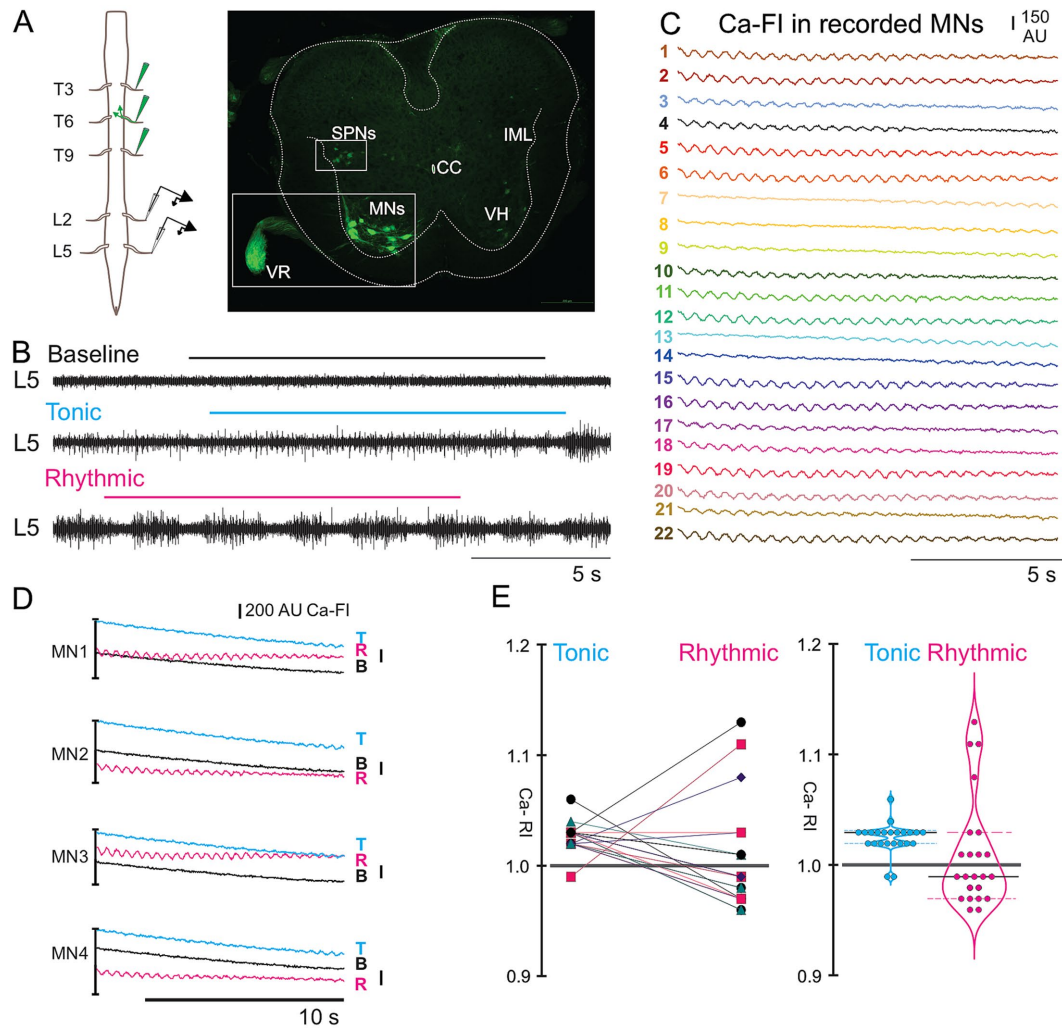 A
T3
T6
T9
L2
L5
SPNs
IML
CC
MNs
VH
VR
B
Baseline
L5
Tonic
L5
Rhythmic
L5
5 s
C
Ca-FI in recorded MNs
150
AU
1
2
3
4
5
6
7
8
9
10
11
12
13
14
15
16
17
18
19
20
21
22
5 s
D
200 AU Ca-FI
MN1
T
R
B
MN2
T
B
R
MN3
T
R
B
MN4
T
B
R
10 s
E
1.2
Tonic
Rhythmic
1.1
Ca- RI
1.0
0.9
1.2
Tonic
Rhythmic
1.1
Ca- RI
1.0
0.9